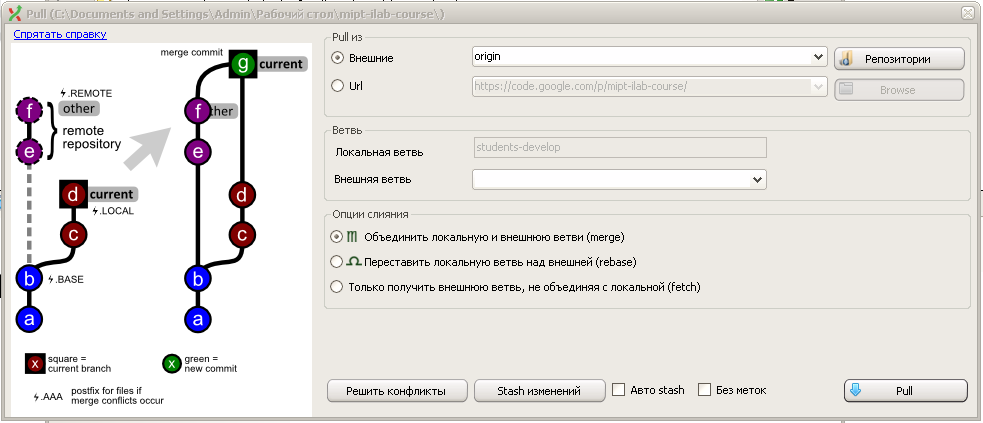 Pull (C:\Documents and Settings\Admin\Рабочий стол\mipt-ilab-course\)
Спрятать справку
merge commit
g
current
.REMOTE
f
other
e
remote
repository
f
ther
e
d
current
.LOCAL
c
d
c
b
.BASE
b
a
a
x
square =
current branch
x
green =
new commit
.AAA
postfix for files if
merge conflicts occur
Pull из
Внешние
origin
Репозитории
Url
https://code.google.com/p/mipt-ilab-course/
Browse
Ветвь
Локальная ветвь
students-develop
Внешняя ветвь
Опции слияния
Объединить локальную и внешнюю ветви (merge)
Переставить локальную ветвь над внешней (rebase)
Только получить внешнюю ветвь, не объединяя с локальной (fetch)
Решить конфликты
Stash изменений
Авто stash
Без меток
Pull